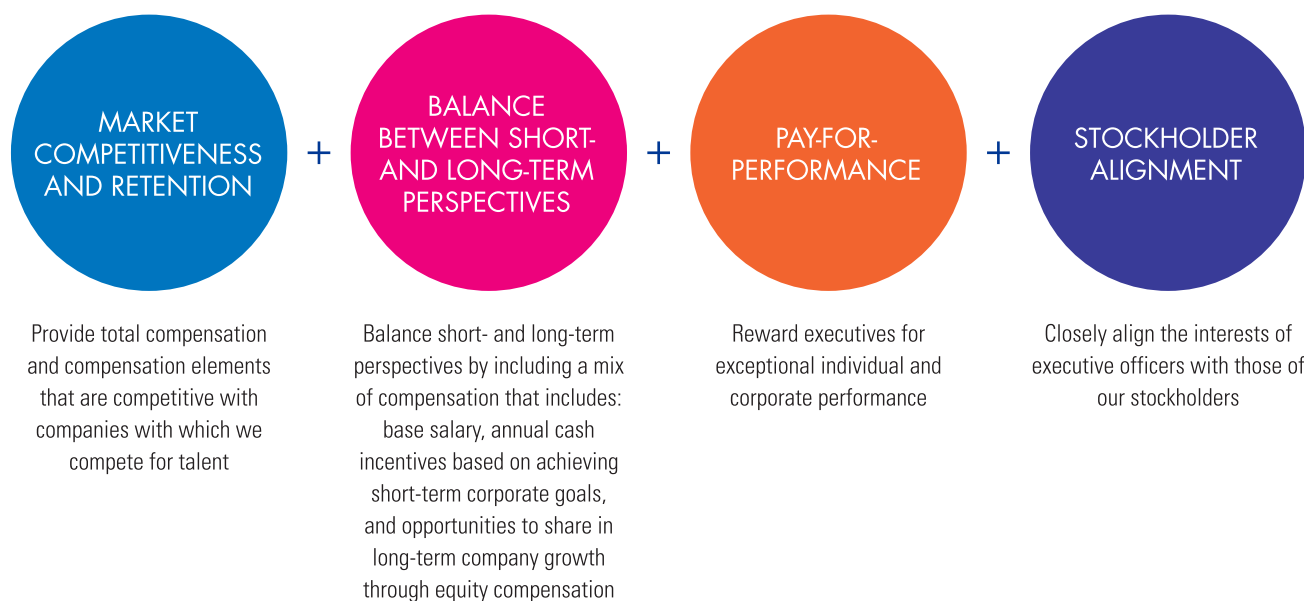 MARKET
COMPETITIVENESS
AND RETENTION
+
BALANCE
BETWEEN SHORT-
AND LONG-TERM
PERSPECTIVES
+
PAY-FOR-
PERFORMANCE
+
STOCKHOLDER
ALIGNMENT
Provide total compensation
and compensation elements
that are competitive with
companies with which we
compete for talent
Balance short- and long-term
perspectives by including a mix
of compensation that includes:
base salary, annual cash
incentives based on achieving
short-term corporate goals,
and opportunities to share in
long-term company growth
through equity compensation
Reward executives for
exceptional individual and
corporate performance
Closely align the interests of
executive officers with those of
our stockholders